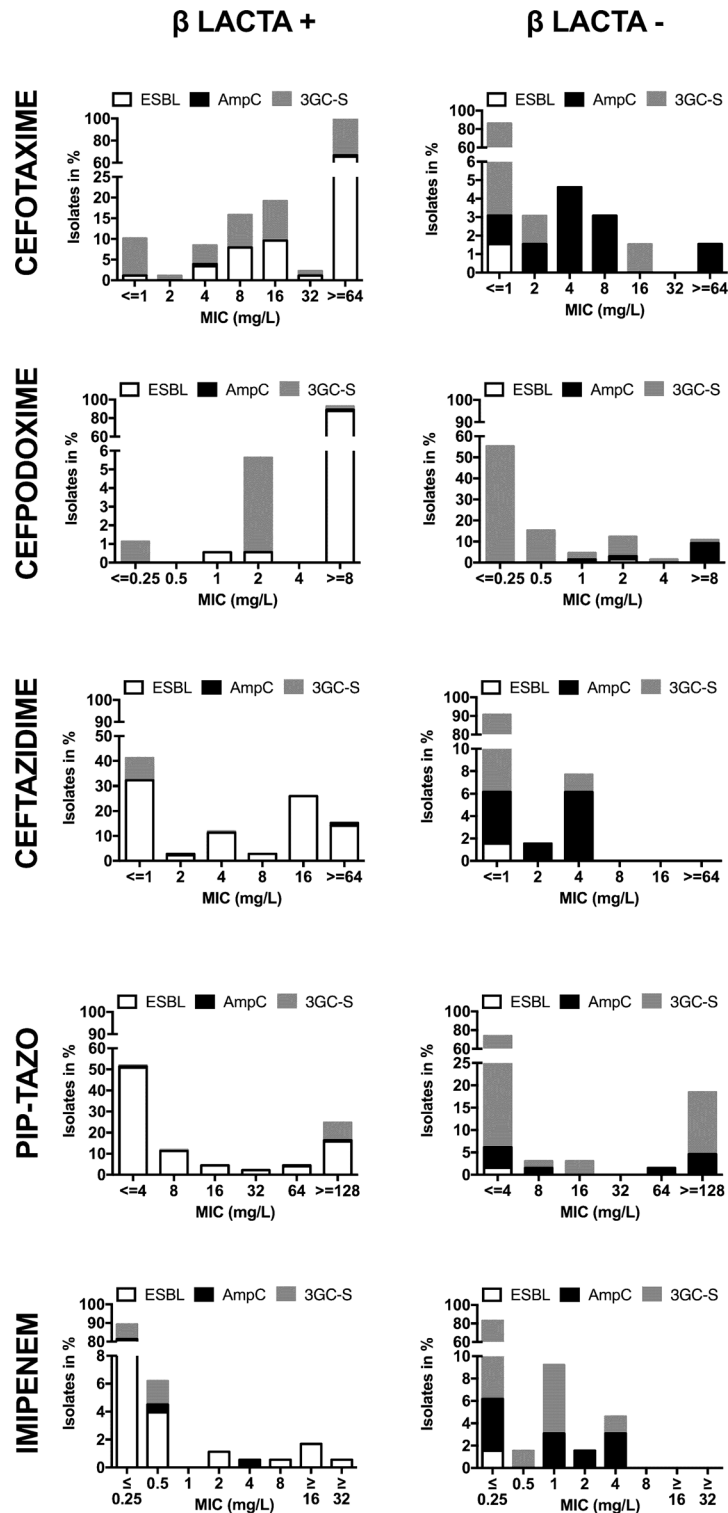 β LACTA +
β LACTA -
CEFOTAXIME
ESBL AmpC 3GC-S
Isolates in %
100
80
60
25
20
15
10
5
0
<=1 2 4 8 16 32 >=64
MIC (mg/L)
ESBL AmpC 3GC-S
Isolates in %
100
80
60
6
5
4
3
2
1
0
<=1 2 4 8 16 32 >=64
MIC (mg/L)
CEFPODOXIME
ESBL AmpC 3GC-S
Isolates in %
100
80
60
6
5
4
3
2
1
0
<=0.25 0.5 1 2 4 >=8
MIC (mg/L)
ESBL AmpC 3GC-S
Isolates in %
100
90
60
50
40
30
20
10
0
<=0.25 0.5 1 2 4 >=8
MIC (mg/L)
CEFTAZIDIME
ESBL AmpC 3GC-S
Isolates in %
100
90
50
40
30
20
10
0
<=1 2 4 8 16 >=64
MIC (mg/L)
ESBL AmpC 3GC-S
Isolates in %
100
90
80
10
8
6
4
2
0
<=1 2 4 8 16 >=64
MIC (mg/L)
PIP-TAZO
ESBL AmpC 3GC-S
Isolates in %
100
90
60
50
40
30
20
10
0
<=4 8 16 32 64 >=128
MIC (mg/L)
ESBL AmpC 3GC-S
Isolates in %
100
80
60
25
20
15
10
5
0
<=4 8 16 32 64 >=128
MIC (mg/L)
IMIPENEM
ESBL AmpC 3GC-S
Isolates in %
100
90
80
70
8
6
4
2
0
≤ 0.5 1 2 4 8 ≥ ≥
0.25 16 32
MIC (mg/L)
ESBL AmpC 3GC-S
Isolates in %
100
80
60
10
8
6
4
2
0
≤ 0.5 1 2 4 8 ≥ ≥
0.25 16 32
MIC (mg/L)